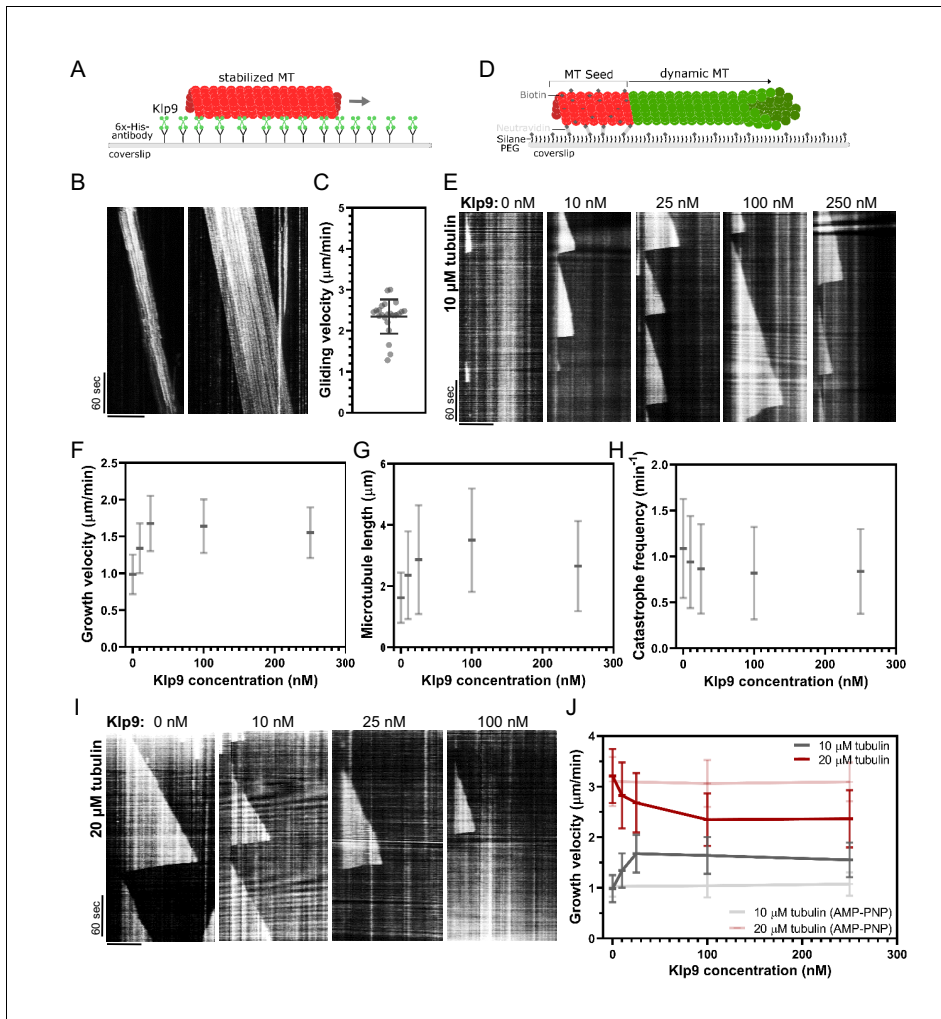 A
stabilized MT
Klp9
6x-His-
antibody
coverslip
D
MT Seed
dynamic MT
Biotin
Neutravidin
Silane-
PEG
coverslip
B
60 sec
C
Gliding velocity (μm/min)
5
4
3
2
1
0
E
Klp9: 0 nM
10 nM
25 nM
100 nM
250 nM
10 μM tubulin
60 sec
F
Growth velocity (μm/min)
2.5
2.0
1.5
1.0
0.5
0.0
0
100
200
300
Klp9 concentration (nM)
G
Microtubule length (μm)
6
4
2
0
0
100
200
300
Klp9 concentration (nM)
H
Catastrophe frequency (min⁻¹)
2.0
1.5
1.0
0.5
0.0
0
100
200
300
Klp9 concentration (nM)
I
Klp9: 0 nM
10 nM
25 nM
100 nM
20 μM tubulin
60 sec
J
Growth velocity (μm/min)
4
3
2
1
0
10 μM tubulin
20 μM tubulin
10 μM tubulin (AMP-PNP)
20 μM tubulin (AMP-PNP)
0
100
200
300
Klp9 concentration (nM)